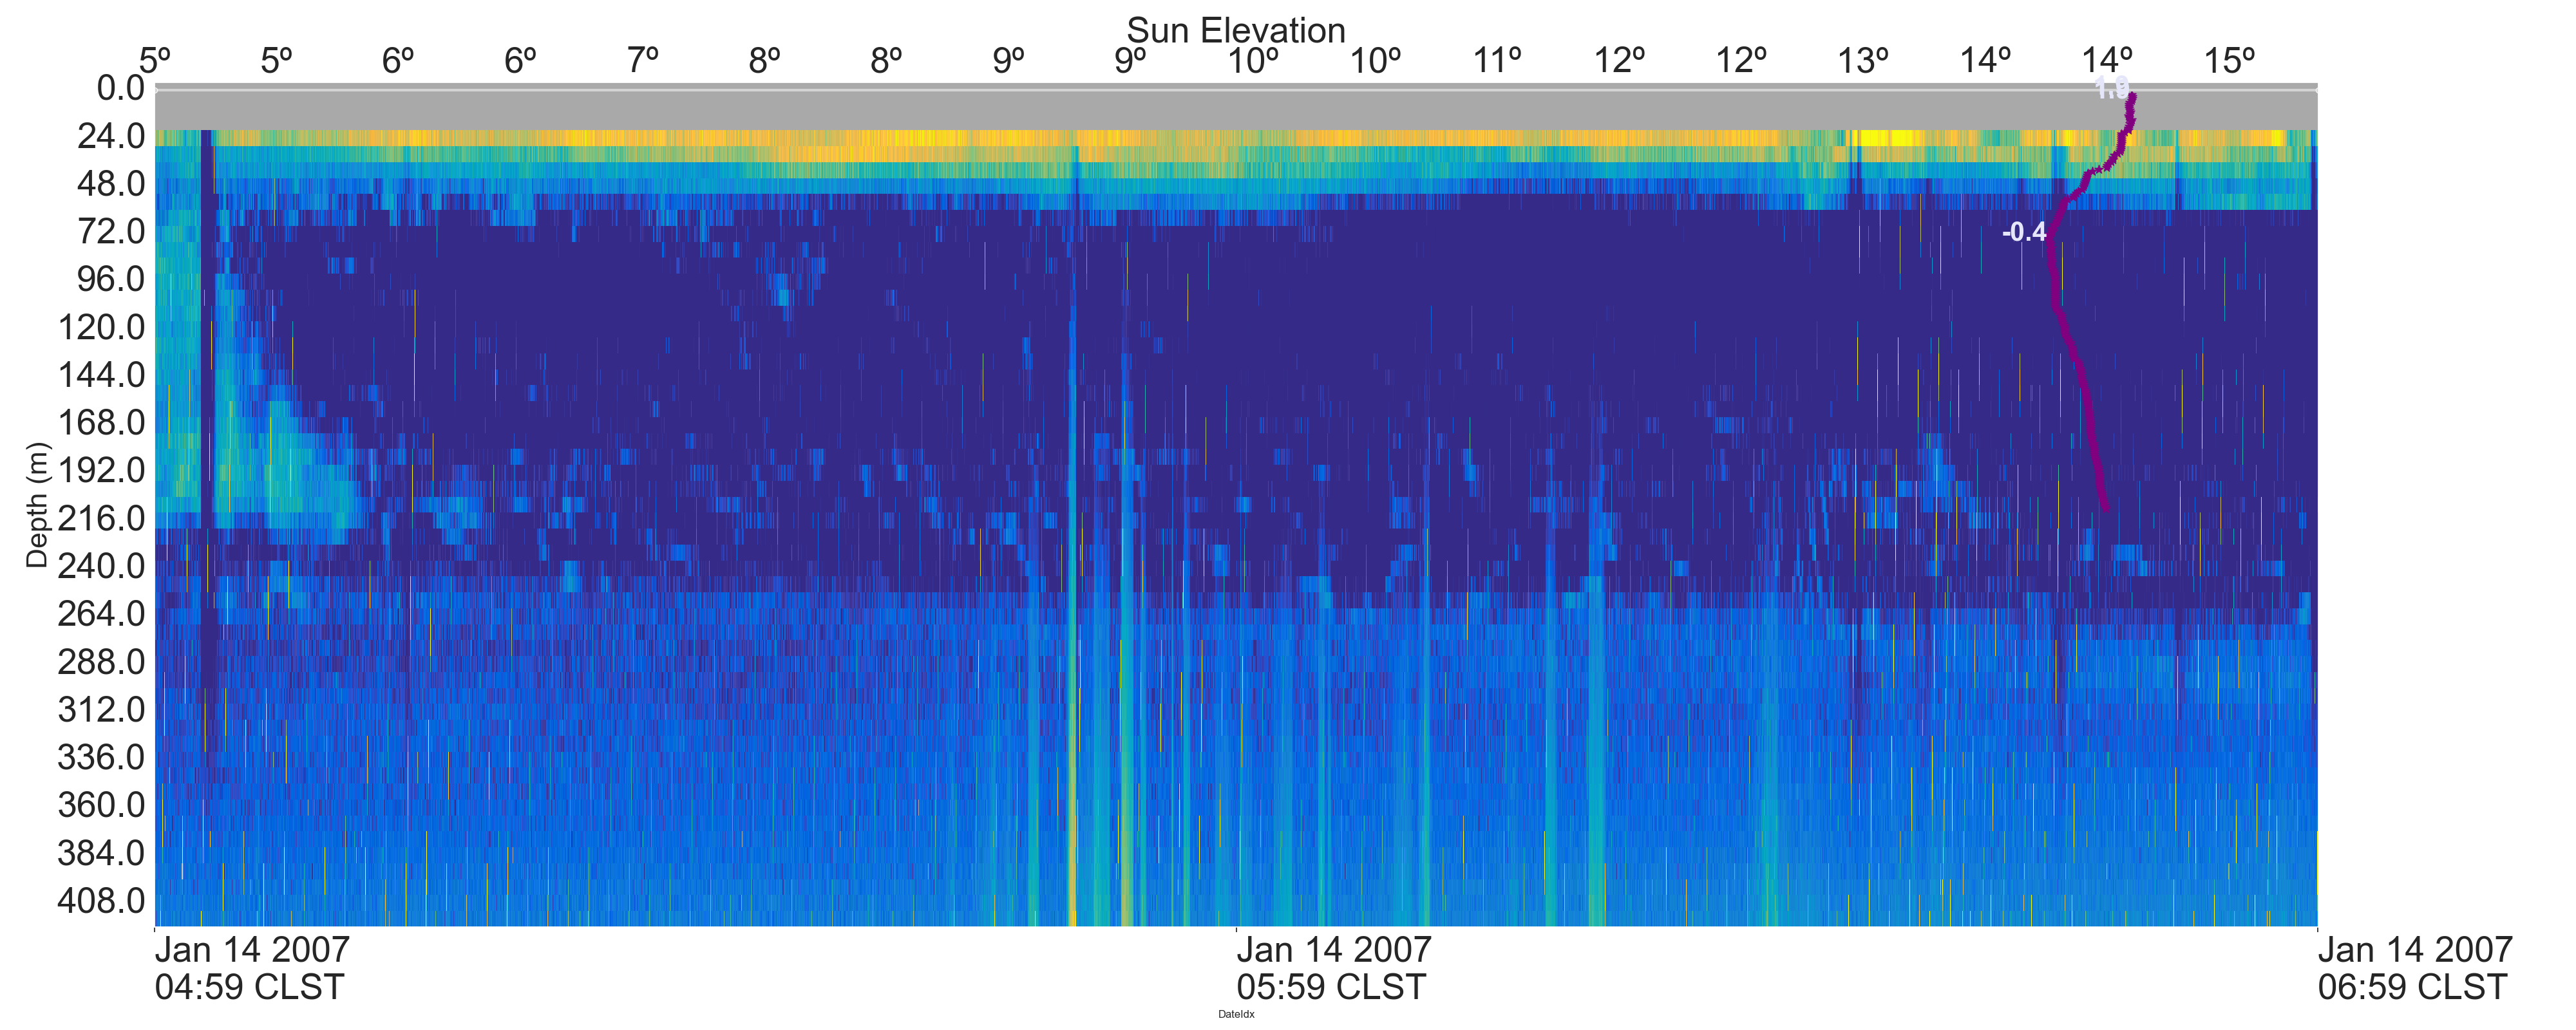 Sun Elevation
5º 5º 6º 6º 7º 8º 8º 9º 9º 10º 10º 11º 12º 12º 13º 14º 14º 15º
0.0
24.0
48.0
72.0
-0.4
96.0
120.0
144.0
168.0
192.0
216.0
240.0
264.0
288.0
312.0
336.0
360.0
384.0
408.0
Depth (m)
Jan 14 2007
04:59 CLST
Jan 14 2007
05:59 CLST
Jan 14 2007
06:59 CLST
DateIdx